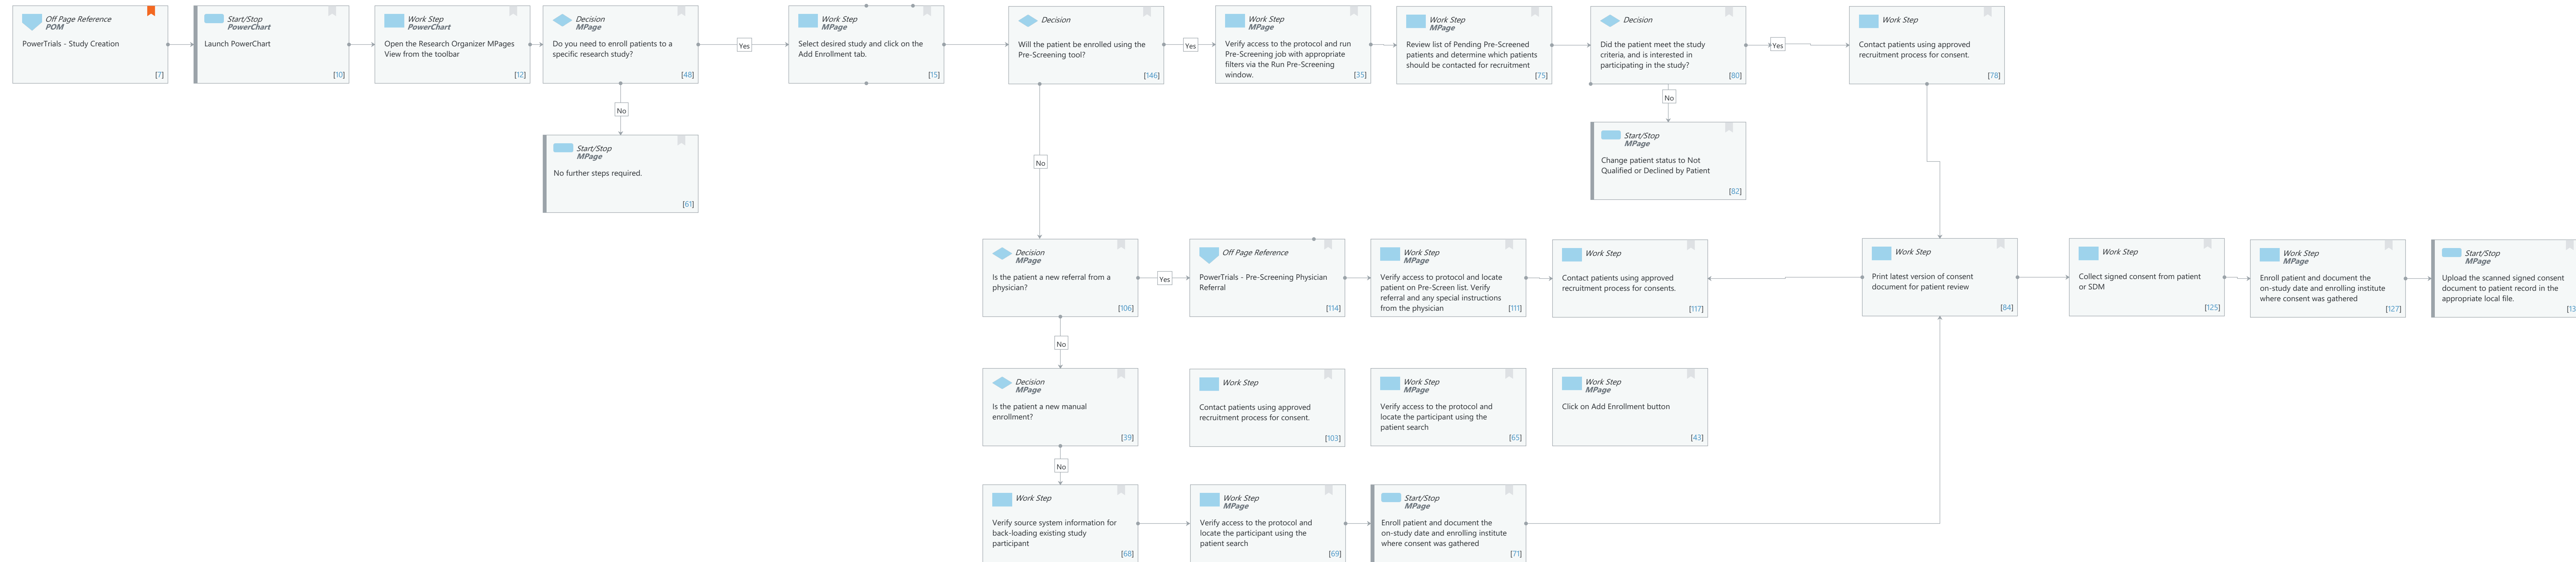 Off Page Reference
POM
PowerTrials - Study Creation
[7]
Start/Stop
PowerChart
Launch PowerChart
[10]
Work Step
PowerChart
Open the Research Organizer MPages
View from the toolbar
[12]
Decision
MPage
Do you need to enroll patients to a
specific research study?
[48]
Yes
Work Step
MPage
Select desired study and click on the
Add Enrollment tab.
[15]
Decision
Will the patient be enrolled using the
Pre-Screening tool?
[146]
Yes
Work Step
MPage
Verify access to the protocol and run
Pre-Screening job with appropriate
filters via the Run Pre-Screening
window.
[35]
Work Step
MPage
Review list of Pending Pre-Screened
patients and determine which patients
should be contacted for recruitment
[75]
Decision
Did the patient meet the study
criteria, and is interested in
participating in the study?
[80]
Yes
Work Step
Contact patients using approved
recruitment process for consent.
[78]
No
No
No
Start/Stop
MPage
No further steps required.
[61]
Start/Stop
MPage
Change patient status to Not
Qualified or Declined by Patient
[82]
Decision
MPage
Is the patient a new referral from a
physician?
[106]
Yes
Off Page Reference
PowerTrials - Pre-Screening Physician
Referral
[114]
Work Step
MPage
Verify access to protocol and locate
patient on Pre-Screen list. Verify
referral and any special instructions
from the physician
[111]
Work Step
Contact patients using approved
recruitment process for consents.
[117]
Work Step
Print latest version of consent
document for patient review
[84]
Work Step
Collect signed consent from patient
or SDM
[125]
Work Step
MPage
Enroll patient and document the
on-study date and enrolling institute
where consent was gathered
[127]
Start/Stop
MPage
Upload the scanned signed consent
document to patient record in the
appropriate local file.
No
Decision
MPage
Is the patient a new manual
enrollment?
[39]
Work Step
Contact patients using approved
recruitment process for consent.
[103]
Work Step
MPage
Verify access to the protocol and
locate the participant using the
patient search
[65]
Work Step
MPage
Click on Add Enrollment button
[43]
No
Work Step
Verify source system information for
back-loading existing study
participant
[68]
Work Step
MPage
Verify access to the protocol and
locate the participant using the
patient search
[69]
Start/Stop
MPage
Enroll patient and document the
on-study date and enrolling institute
where consent was gathered
[71]